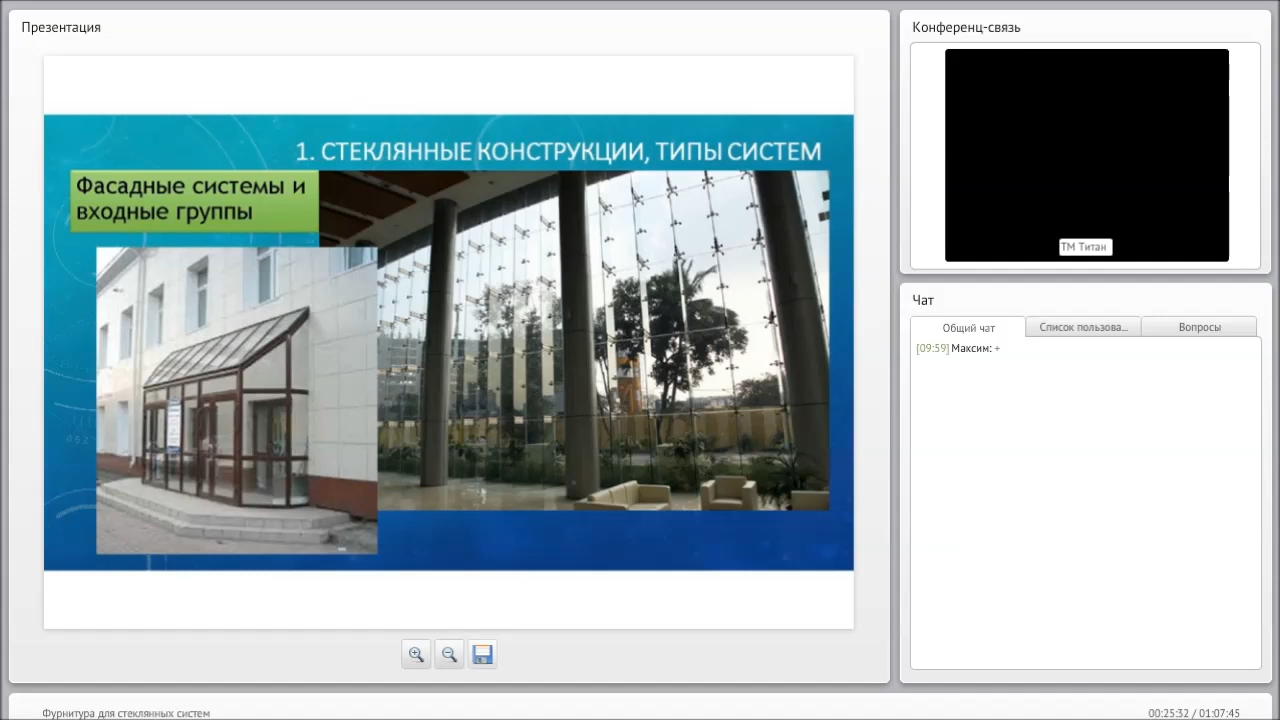 Презентация
1. СТЕКЛЯННЫЕ КОНСТРУКЦИИ, ТИПЫ СИСТЕМ
Фасадные системы и
входные группы
Конференц-связь
ТМ Титан
Чат
Общий чат
Список пользова...
Вопросы
[09:59] Максим: +
Фурнитура для стеклянных систем
00:25:32 / 01:07:45